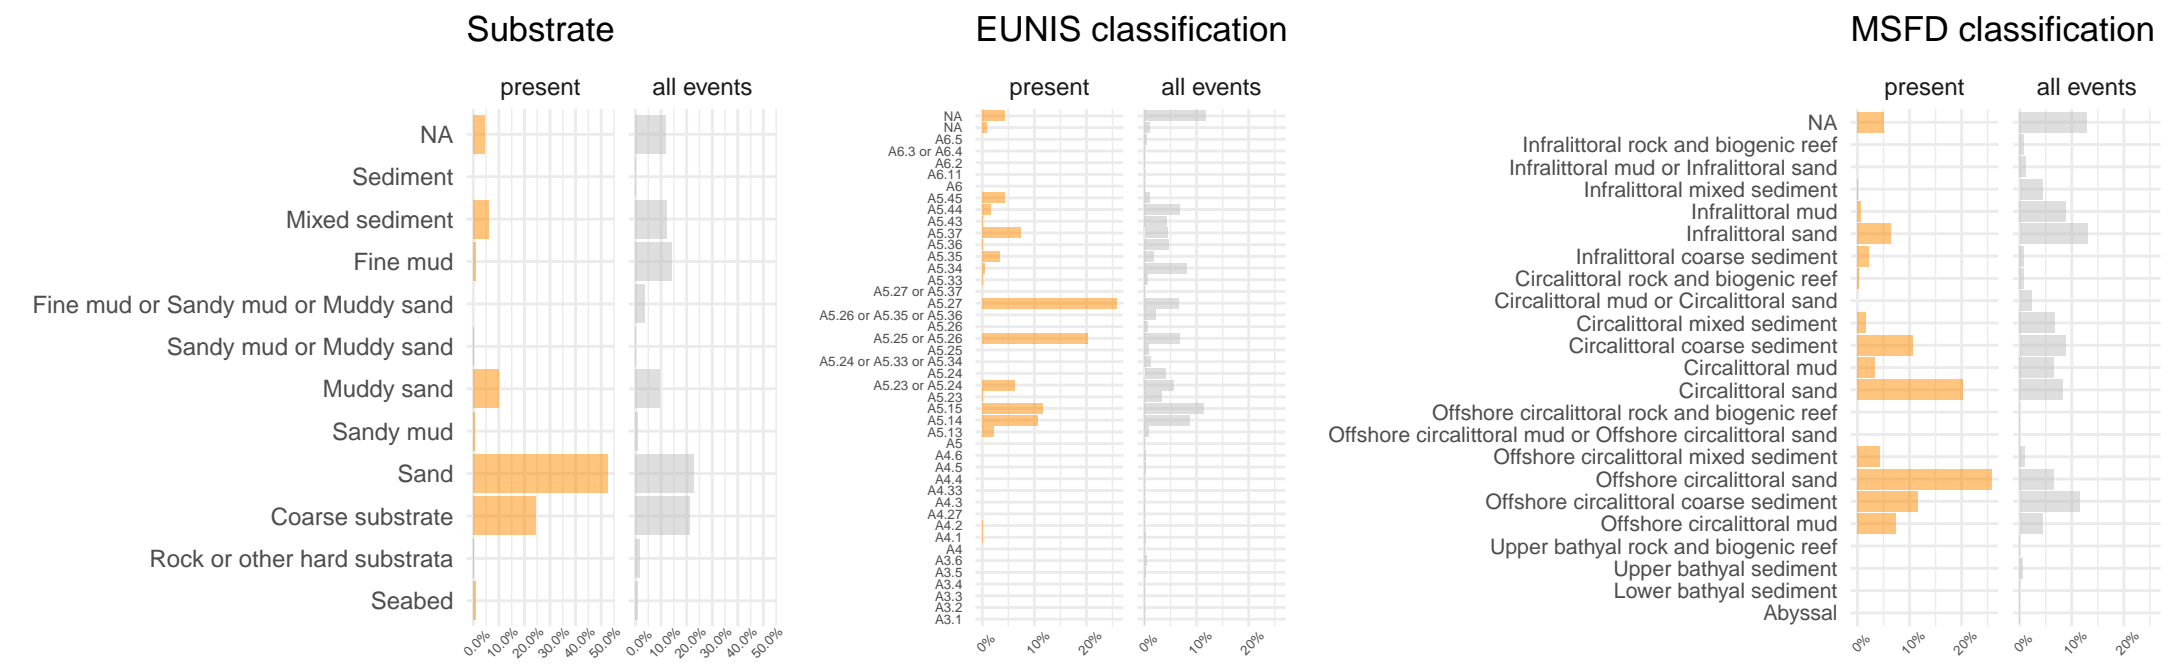 Substrate
present all events
NA
Sediment
Mixed sediment
Fine mud
Fine mud or Sandy mud or Muddy sand
Sandy mud or Muddy sand
Muddy sand
Sandy mud
Sand
Coarse substrate
Rock or other hard substrata
Seabed
0.0% 10.0% 20.0% 30.0% 40.0% 50.0% 0.0% 10.0% 20.0% 30.0% 40.0% 50.0%
EUNIS classification
present all events
NA
NA
A6.5
A6.3 or A6.4
A6.2
A6.11
A6
A5.45
A5.44
A5.43
A5.37
A5.36
A5.35
A5.34
A5.33
A5.27 or A5.37
A5.27
A5.26 or A5.35 or A5.36
A5.26
A5.25 or A5.26
A5.25
A5.24 or A5.33 or A5.34
A5.24
A5.23 or A5.24
A5.23
A5.15
A5.14
A5.13
A5
A4.6
A4.5
A4.4
A4.33
A4.3
A4.27
A4.2
A4.1
A4
A3.6
A3.5
A3.4
A3.3
A3.2
A3.1
0% 10% 20% 0% 10% 20%
MSFD classification
present all events
NA
Infralittoral rock and biogenic reef
Infralittoral mud or Infralittoral sand
Infralittoral mixed sediment
Infralittoral mud
Infralittoral sand
Infralittoral coarse sediment
Circalittoral rock and biogenic reef
Circalittoral mud or Circalittoral sand
Circalittoral mixed sediment
Circalittoral coarse sediment
Circalittoral mud
Circalittoral sand
Offshore circalittoral rock and biogenic reef
Offshore circalittoral mud or Offshore circalittoral sand
Offshore circalittoral mixed sediment
Offshore circalittoral sand
Offshore circalittoral coarse sediment
Offshore circalittoral mud
Upper bathyal rock and biogenic reef
Upper bathyal sediment
Lower bathyal sediment
Abyssal
0% 10% 20% 0% 10% 20%